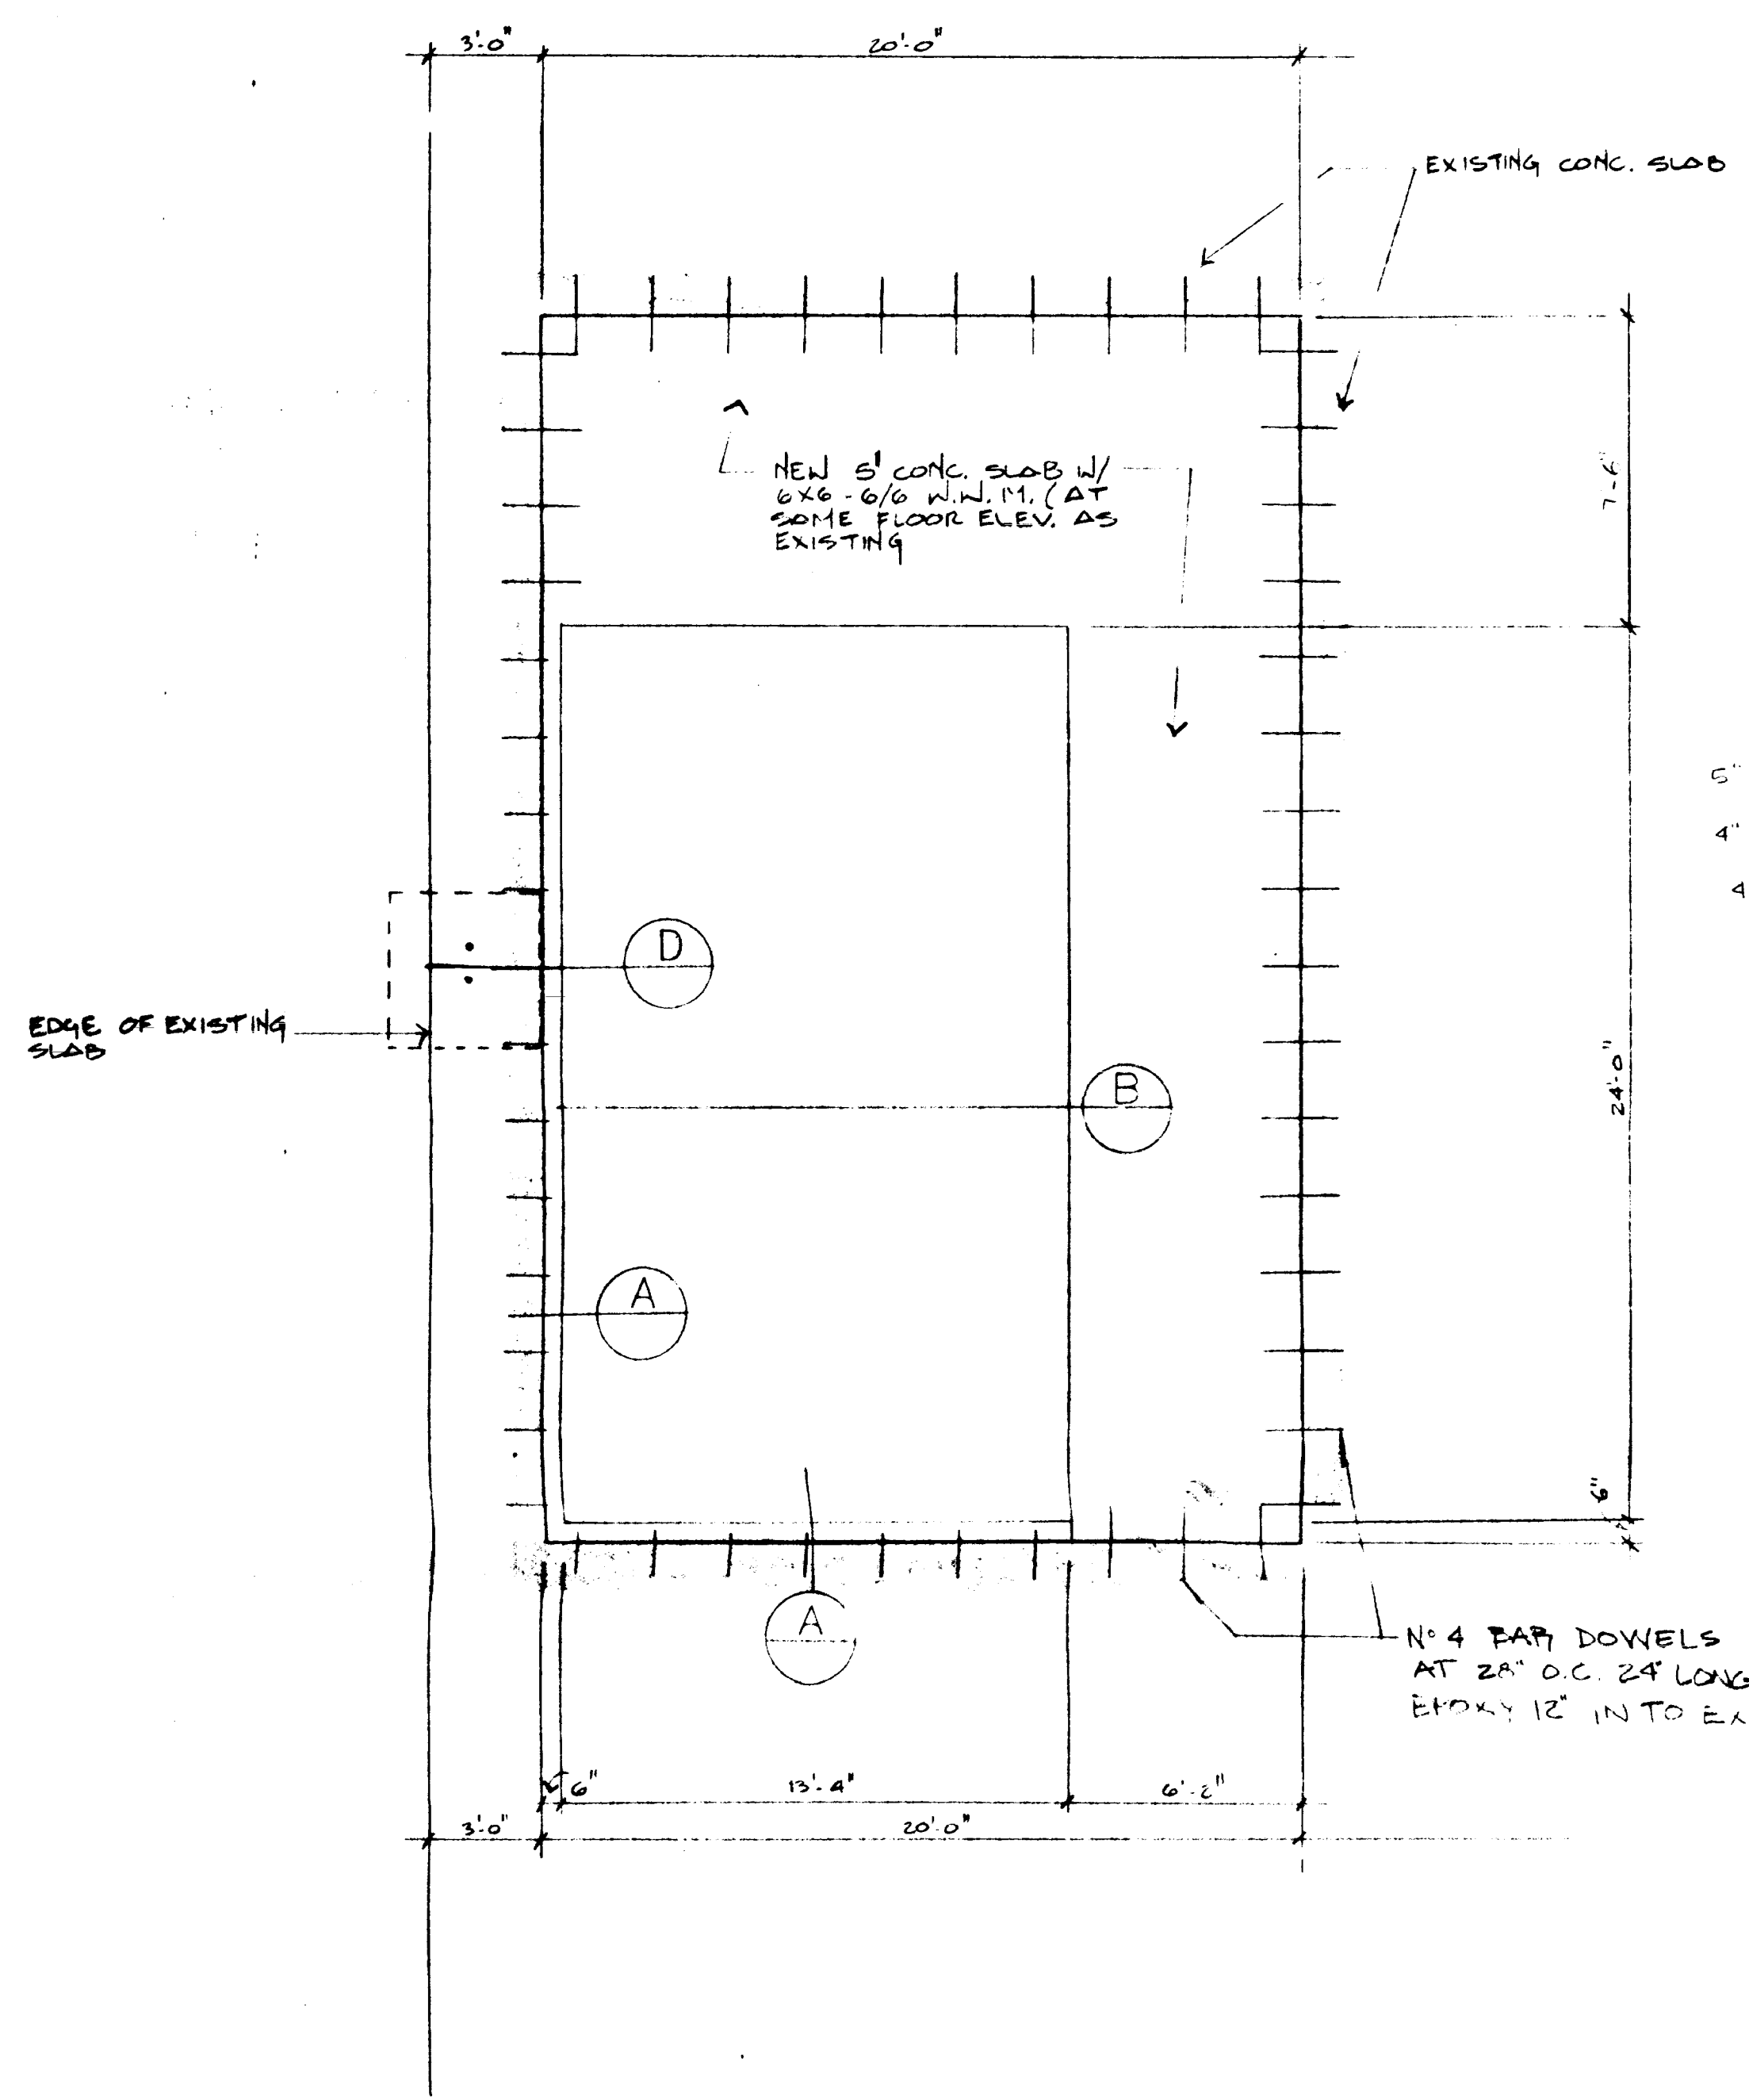 3'-0"
20'-0"
EXISTING CONC. SLAB
NEW 5" CONC. SLAB W/
6X6 - 6/6 W.W.M. (AT
SOME FLOOR ELEV. AS
EXISTING
7'-6"
5"
4"
4
D
EDGE OF EXISTING
SLAB
24'-0"
B
A
6"
A
Nº 4 BAR DOWELS
AT 28" O.C. 24" LONG
EPOXY 12" IN TO EX
6"
13'-4"
6'-2"
3'-0"
20'-0"